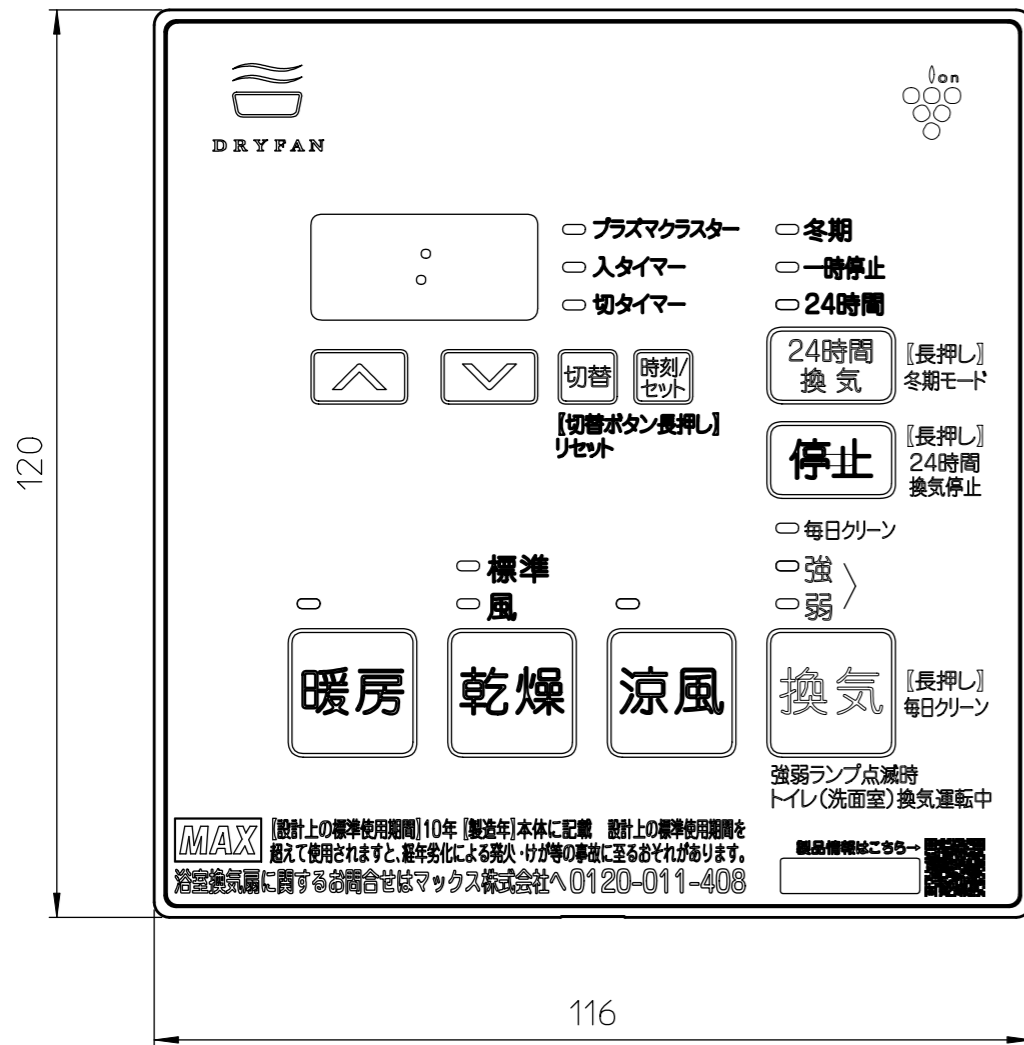 ion
DRYFAN
プラズマクラスター
入タイマー
切タイマー
冬期
一時停止
24時間
切替
時刻/
セット
【切替ボタン長押し】
リセット
24時間
換気
【長押し】
冬期モード
停止
【長押し】
24時間
換気停止
毎日クリーン
強
弱
標準
風
暖房
乾燥
涼風
換気
【長押し】
毎日クリーン
強弱ランプ点滅時
トイレ(洗面室)換気運転中
MAX
【設計上の標準使用期間】10年【製造年】本体に記載 設計上の標準使用期間を
超えて使用されますと、経年劣化による発火・けが等の事故に至るおそれがあります。
浴室換気扇に関するお問合せはマックス株式会社へ0120-011-408
製品情報はこちら→
120
116